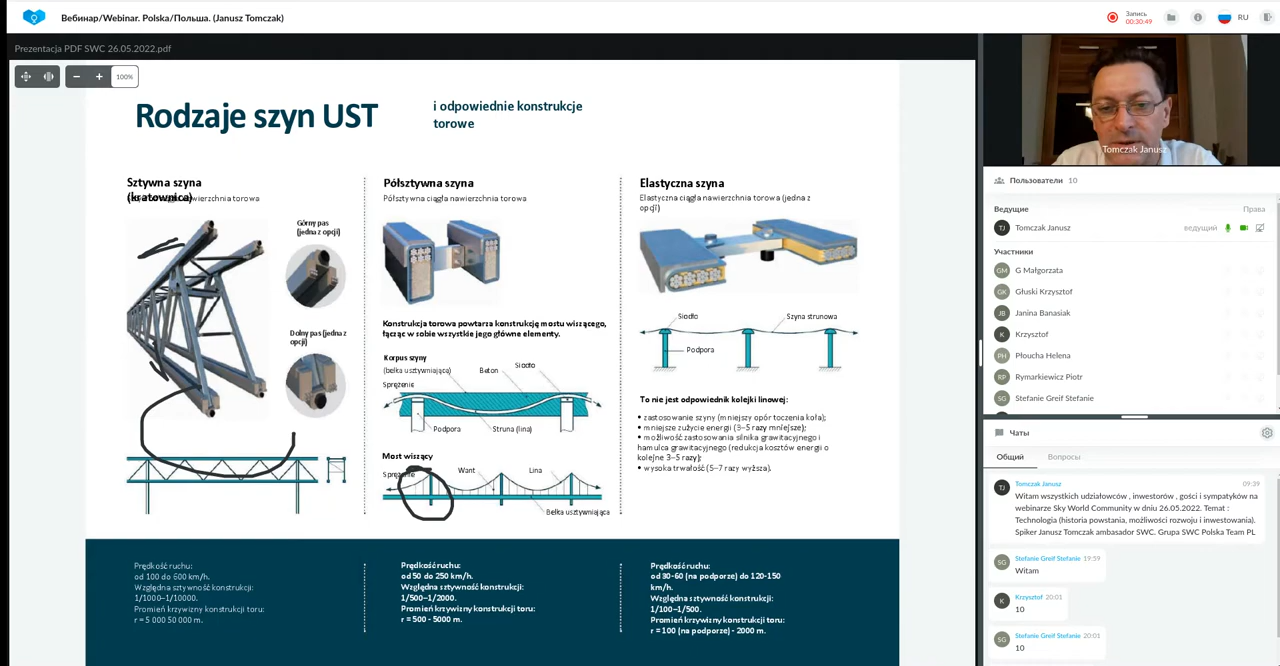 Вебинар/Webinar. Polska/Польша. (Janusz Tomczak)
Запись
00:30:49
RU
Prezentacja PDF SWC 26.05.2022.pdf
100%
Rodzaje szyn UST
i odpowiednie konstrukcje
torowe
Sztywna szyna
(kratownica)
nawierzchnia torowa
Górny pas
(jedna z opcji)
Dolny pas (jedna z
opcji)
Półsztywna szyna
Półsztywna ciągła nawierzchnia torowa
Konstrukcja torowa powtarza konstrukcję mostu wiszącego,
łącząc w sobie wszystkie jego główne elementy.
Korpus szyny
(belka usztywniająca)
Beton
Siodło
Sprężenie
Podpora
Struna (lina)
Most wiszący
Sprężenie
Want
Lina
Belka usztywniająca
Elastyczna szyna
Elastyczna ciągła nawierzchnia torowa (jedna z
opcji)
Siodło
Szyna strunowa
Podpora
To nie jest odpowiednik kolejki linowej:
• zastosowanie szyny (mniejszy opór toczenia koła);
• mniejsze zużycie energii (3–5 razy mniejsze);
• możliwość zastosowania silnika grawitacyjnego i
hamulca grawitacyjnego (redukcja kosztów energii o
kolejne 3–5 razy);
• wysoka trwałość (5–7 razy wyższa).
Prędkość ruchu:
od 100 do 600 km/h.
Względna sztywność konstrukcji:
1/1000–1/10000.
Promień krzywizny konstrukcji toru:
r = 5 000 50 000 m.
Prędkość ruchu:
od 50 do 250 km/h.
Względna sztywność konstrukcji:
1/500–1/2000.
Promień krzywizny konstrukcji toru:
r = 500 - 5000 m.
Prędkość ruchu:
od 30-60 (na podporze) do 120-150
km/h.
Względna sztywność konstrukcji:
1/100–1/500.
Promień krzywizny konstrukcji toru:
r = 100 (na podporze) - 2000 m.
Tomczak Janusz
Пользователи 10
Ведущие
Права
TJ Tomczak Janusz ведущий
Участники
GM G Małgorzata
GK Głuski Krzysztof
JB Janina Banasiak
K Krzysztof
PH Płoucha Helena
RP Rymarkiewicz Piotr
SG Stefanie Greif Stefanie
Чаты
Общий
Вопросы
TJ Tomczak Janusz 09:39
Witam wszystkich udziałowców , inwestorów , gości i sympatyków na
webinarze Sky World Community w dniu 26.05.2022. Temat :
Technologia (historia powstania, możliwości rozwoju i inwestowania).
Spiker Janusz Tomczak ambasador SWC. Grupa SWC Polska Team PL
SG Stefanie Greif Stefanie 19:59
Witam
K Krzysztof 20:01
10
SG Stefanie Greif Stefanie 20:01
10